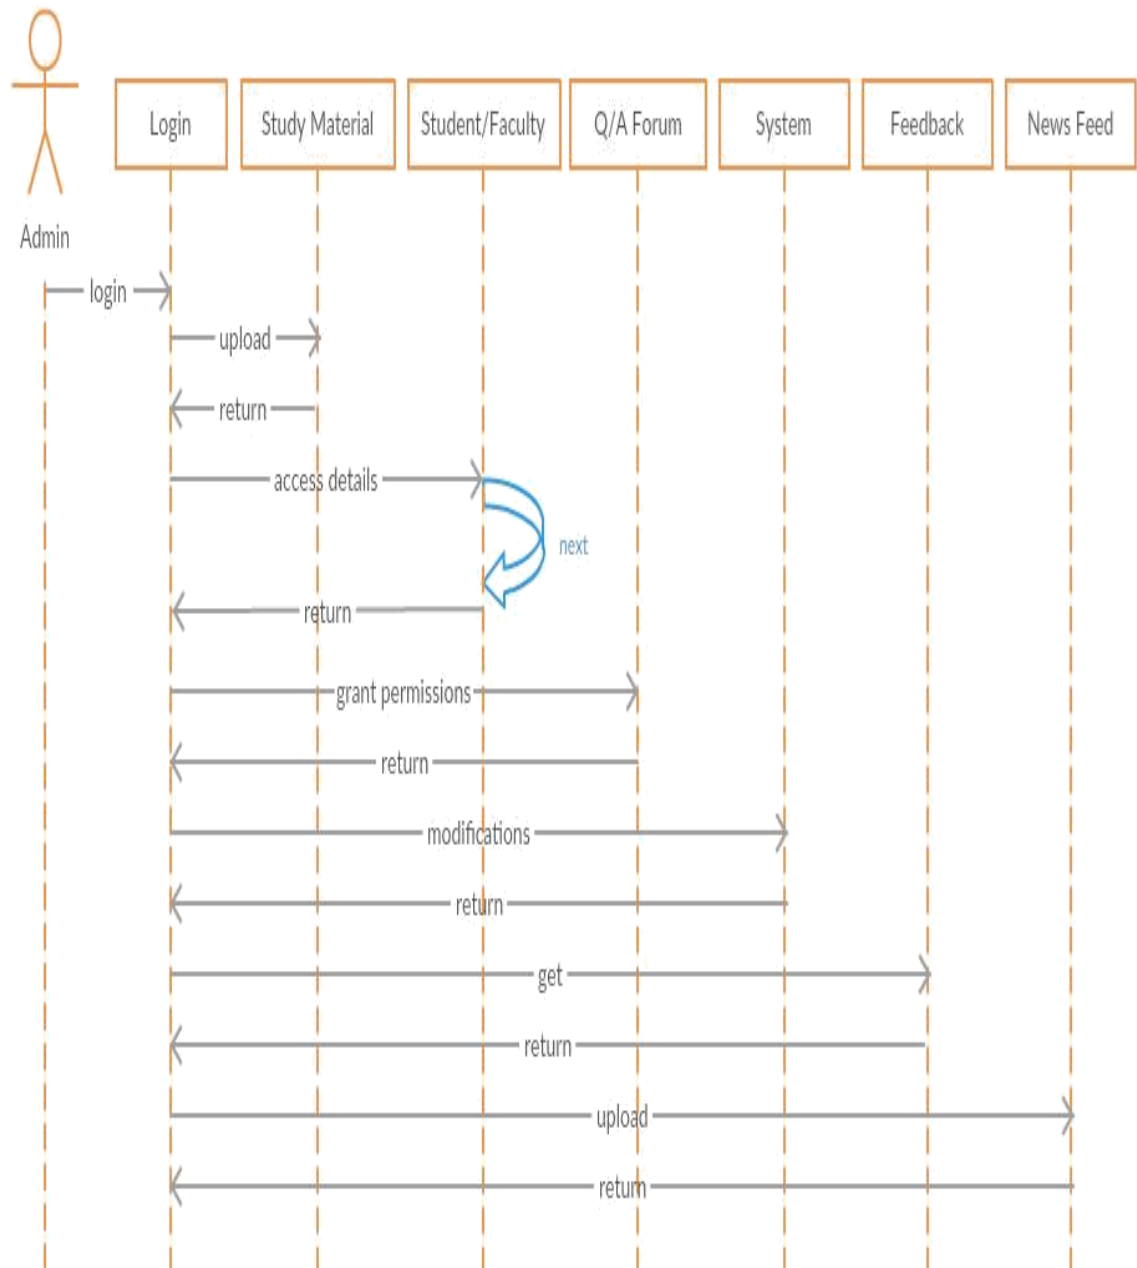 Login
Study Material
Student/Faculty
Q/A Forum
System
Feedback
News Feed
Admin
login
upload
return
access details
next
return
grant permissions
return
modifications
return
get
return
upload
return